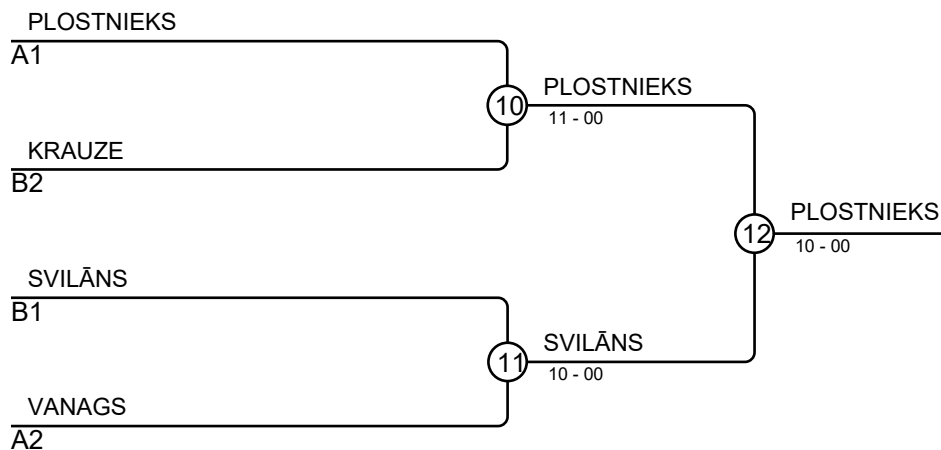 PLOSTNIEKS
A1
10
PLOSTNIEKS
11 - 00
KRAUZE
B2
12
PLOSTNIEKS
10 - 00
SVILĀNS
B1
11
SVILĀNS
10 - 00
VANAGS
A2